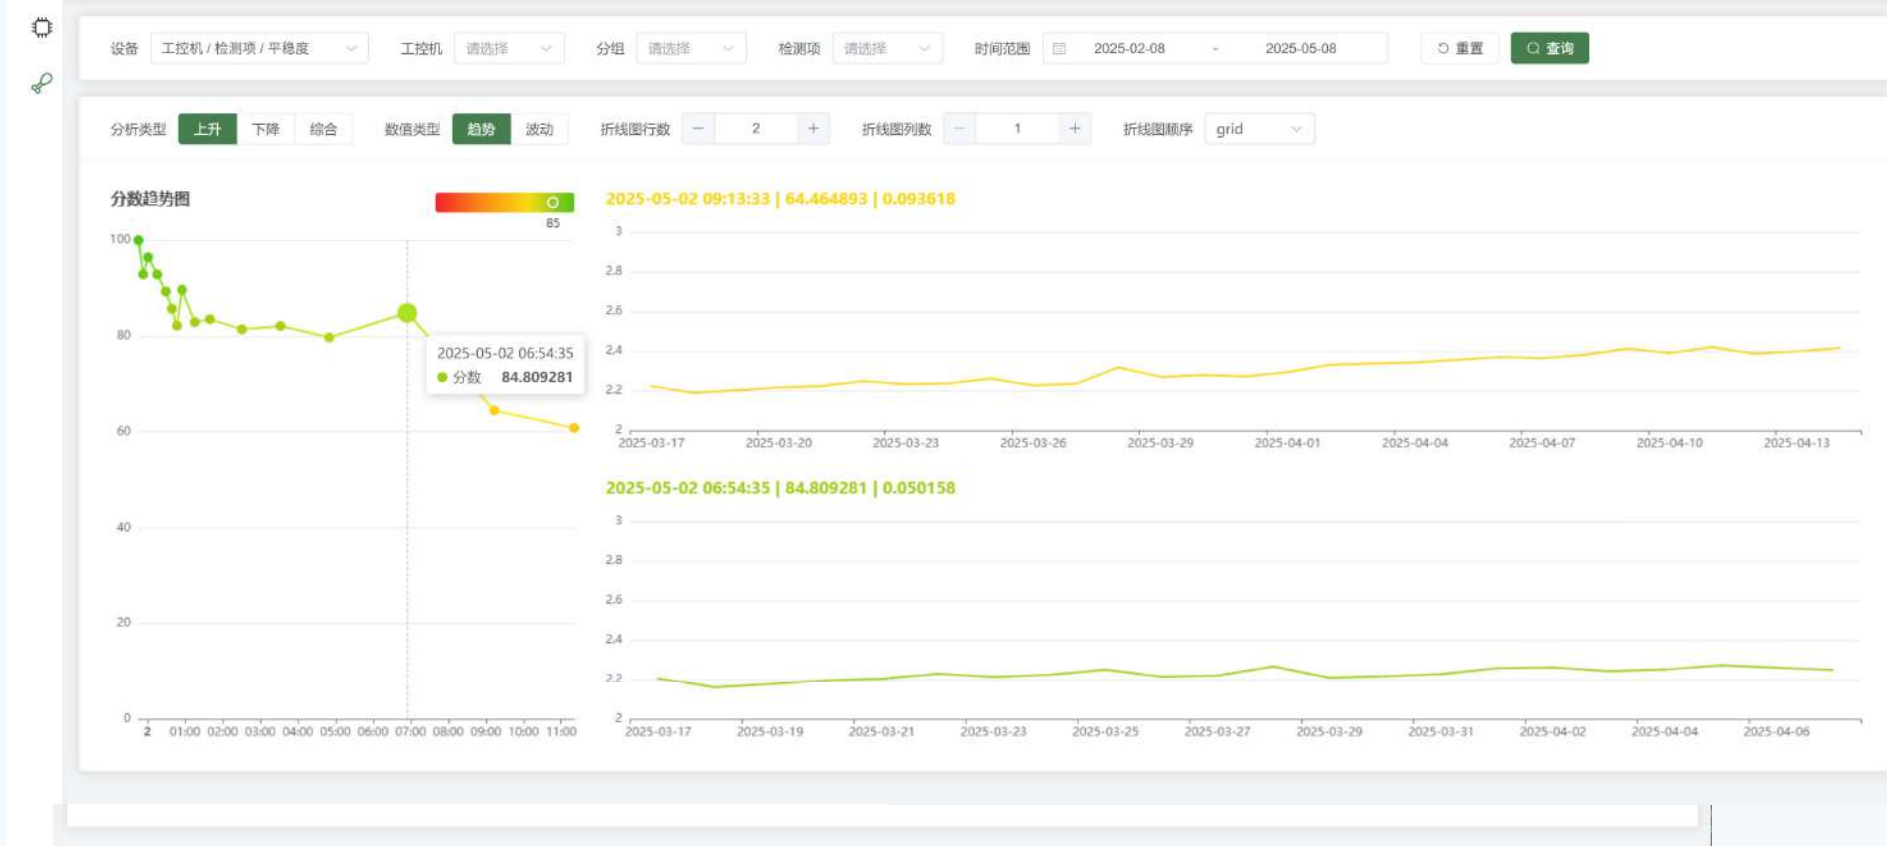 设备 工控机 / 检测项 / 平稳度 工控机 请选择 分组 请选择 检测项 请选择 时间范围 2025-02-08 - 2025-05-08 重置 查询
分析类型 上升 下降 综合 数值类型 趋势 波动 折线图行数 − 2 + 折线图列数 − 1 + 折线图顺序 grid
分数趋势图
85
100
80
60
40
20
0
2 01:00 02:00 03:00 04:00 05:00 06:00 07:00 08:00 09:00 10:00 11:00
2025-05-02 06:54:35
分数 84.809281
2025-05-02 09:13:33 | 64.464893 | 0.093618
3
2.8
2.6
2.4
2.2
2
2025-03-17 2025-03-20 2025-03-23 2025-03-26 2025-03-29 2025-04-01 2025-04-04 2025-04-07 2025-04-10 2025-04-13
2025-05-02 06:54:35 | 84.809281 | 0.050158
3
2.8
2.6
2.4
2.2
2
2025-03-17 2025-03-19 2025-03-21 2025-03-23 2025-03-25 2025-03-27 2025-03-29 2025-03-31 2025-04-02 2025-04-04 2025-04-06